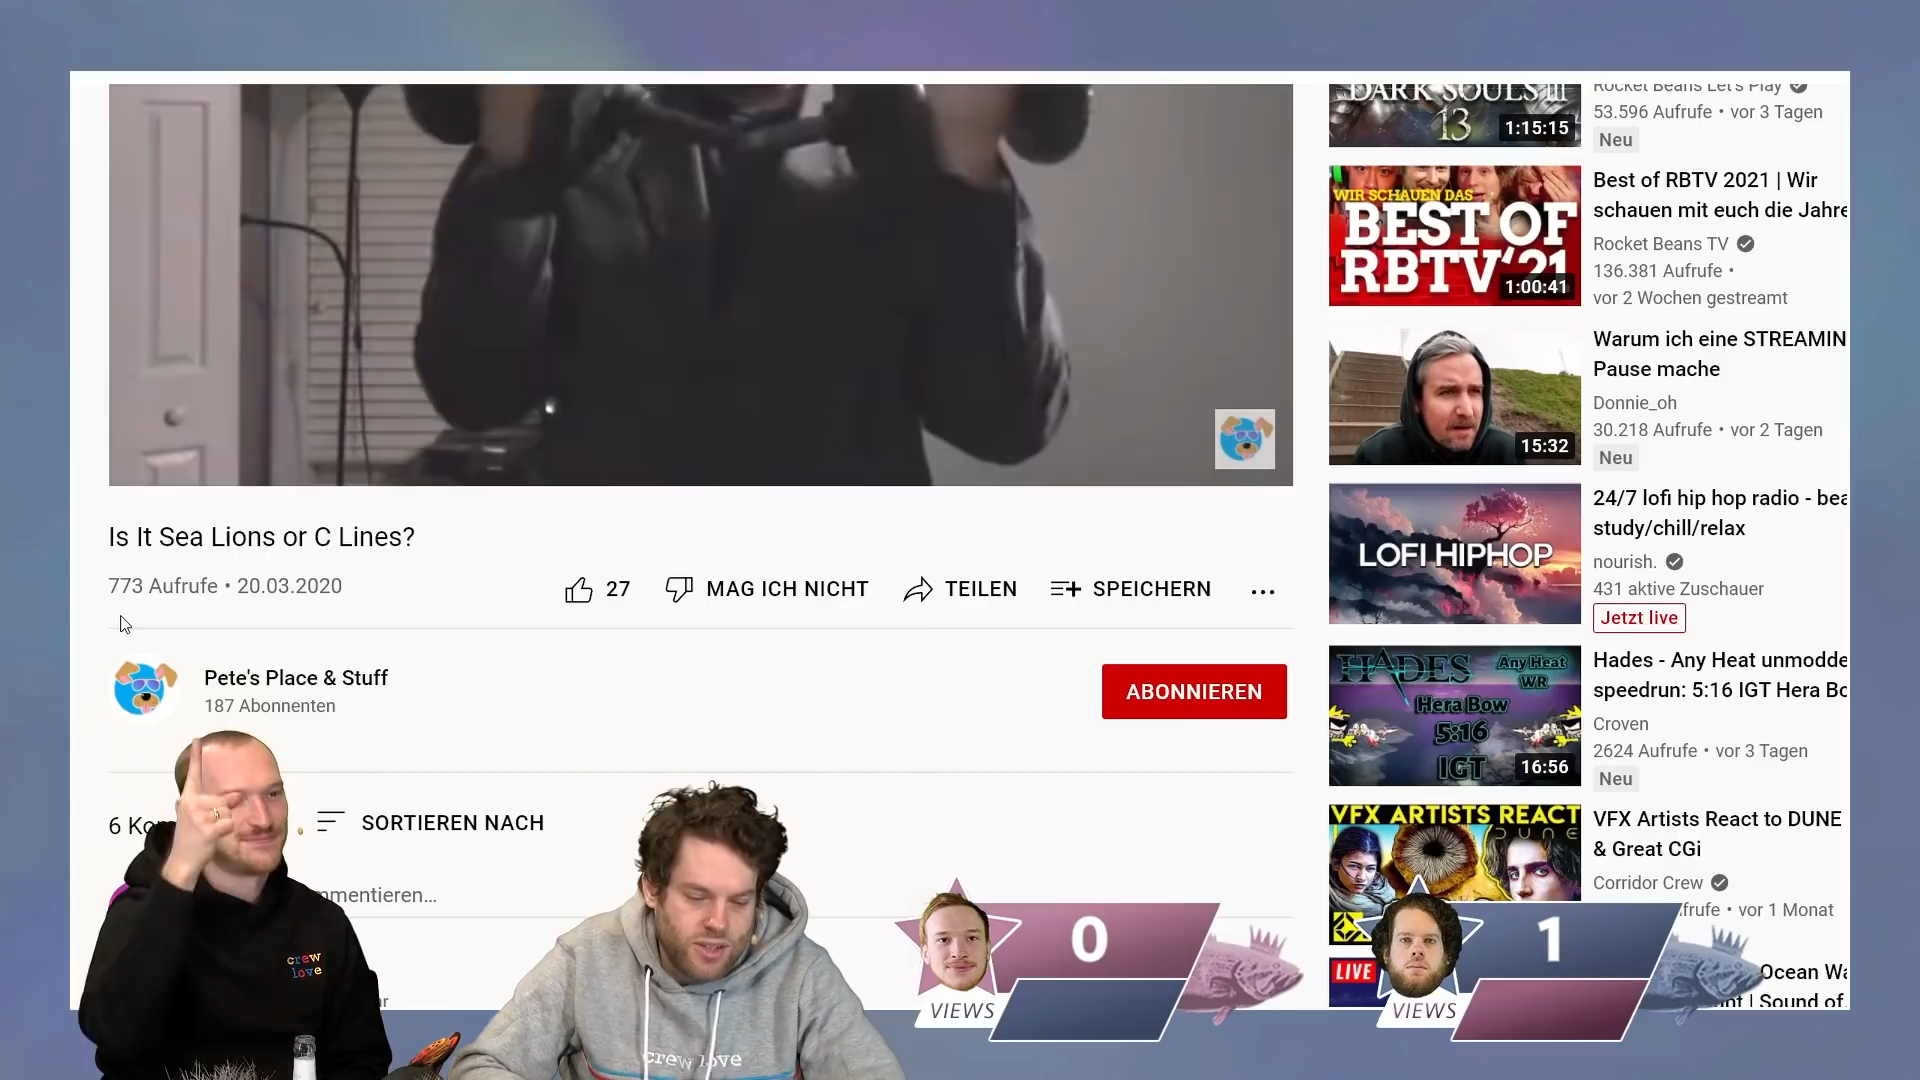 Is It Sea Lions or C Lines?
773 Aufrufe • 20.03.2020
27
MAG ICH NICHT
TEILEN
SPEICHERN
...
Pete's Place & Stuff
187 Abonnenten
ABONNIEREN
SORTIEREN NACH
crew
love
crew love
DARK SOULS III
13
1:15:15
Rocket Beans Let's Play
53.596 Aufrufe • vor 3 Tagen
Neu
WIR SCHAUEN DAS
BEST OF
RBTV'21
1:00:41
Best of RBTV 2021 | Wir
schauen mit euch die Jahre
Rocket Beans TV
136.381 Aufrufe •
vor 2 Wochen gestreamt
15:32
Warum ich eine STREAMIN
Pause mache
Donnie_oh
30.218 Aufrufe • vor 2 Tagen
Neu
LOFI HIPHOP
24/7 lofi hip hop radio - bea
study/chill/relax
nourish.
431 aktive Zuschauer
Jetzt live
HADES
Any Heat
WR
Hera Bow
5:16
IGT
16:56
Hades - Any Heat unmodde
speedrun: 5:16 IGT Hera Bo
Croven
2624 Aufrufe • vor 3 Tagen
Neu
VFX ARTISTS REACT
DUNE
VFX Artists React to DUNE
& Great CGi
Corridor Crew
vor 1 Monat
LIVE
Ocean Wa
| Sound of
0
VIEWS
1
VIEWS